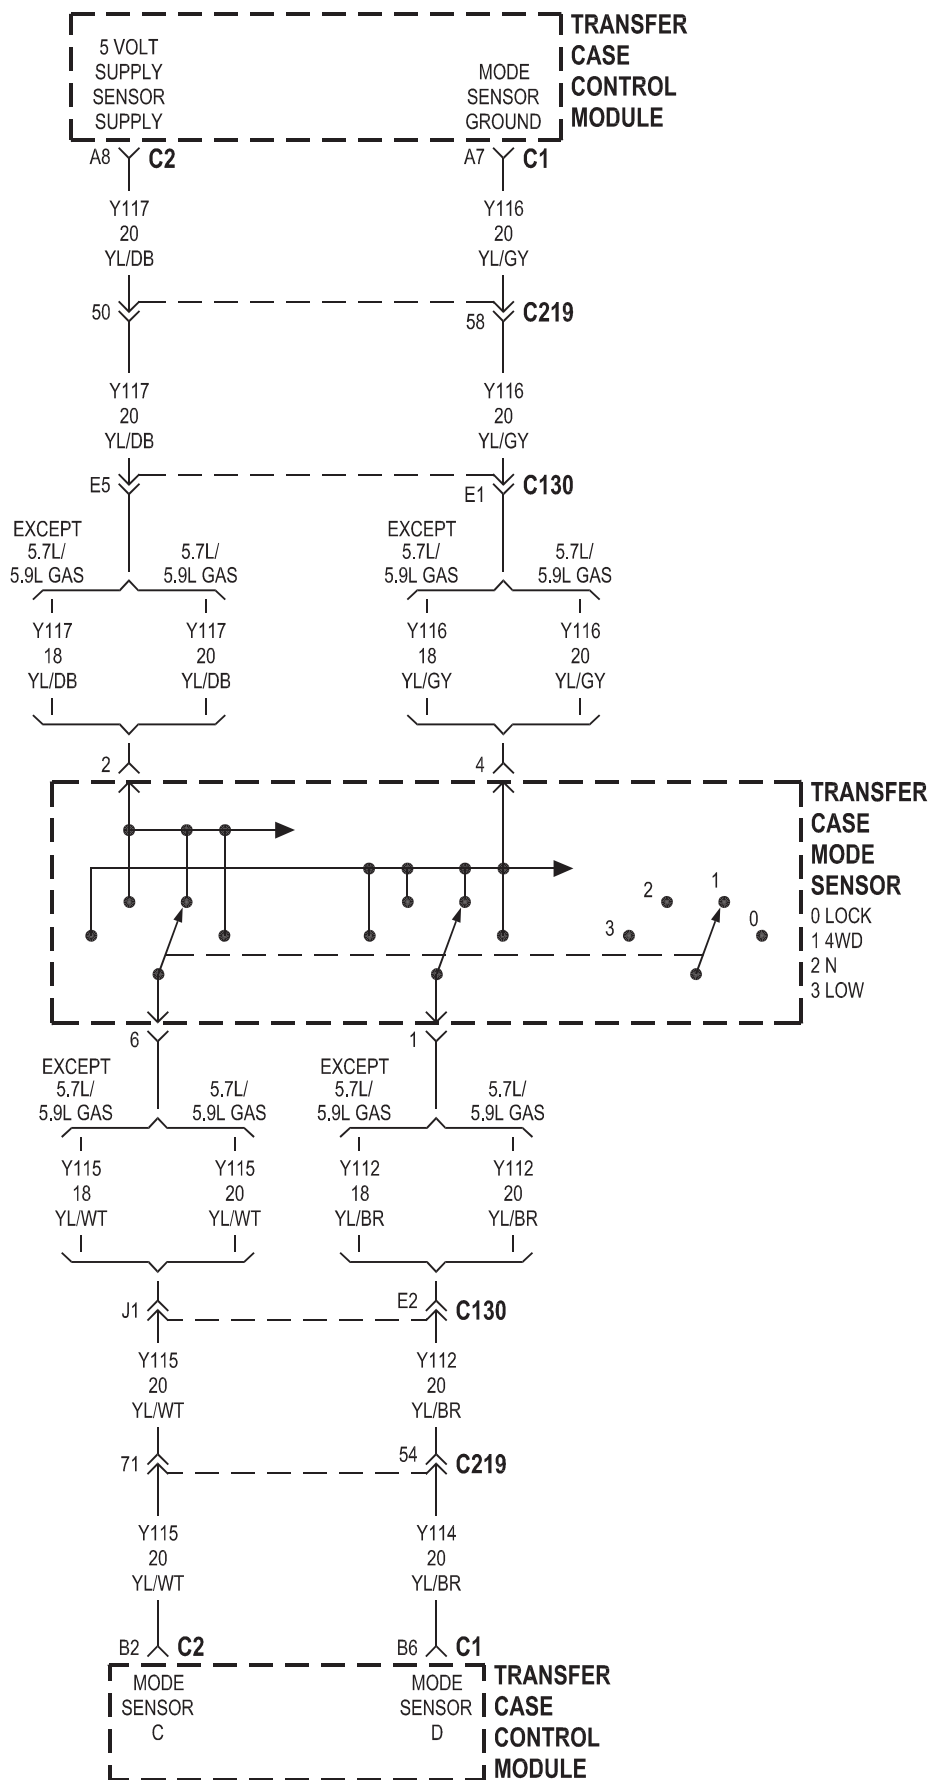 TRANSFER
CASE
CONTROL
MODULE
5 VOLT
SUPPLY
SENSOR
SUPPLY
MODE
SENSOR
GROUND
A8
C2
A7
C1
Y117
20
YL/DB
Y116
20
YL/GY
50
58
C219
Y117
20
YL/DB
Y116
20
YL/GY
E5
E1
C130
EXCEPT
5.7L/
5.9L GAS
5.7L/
5.9L GAS
EXCEPT
5.7L/
5.9L GAS
5.7L/
5.9L GAS
Y117
18
YL/DB
Y117
20
YL/DB
Y116
18
YL/GY
Y116
20
YL/GY
2
4
TRANSFER
CASE
MODE
SENSOR
0 LOCK
1 4WD
2 N
3 LOW
3
2
1
0
6
1
EXCEPT
5.7L/
5.9L GAS
5.7L/
5.9L GAS
EXCEPT
5.7L/
5.9L GAS
5.7L/
5.9L GAS
Y115
18
YL/WT
Y115
20
YL/WT
Y112
18
YL/BR
Y112
20
YL/BR
J1
E2
C130
Y115
20
YL/WT
Y112
20
YL/BR
71
54
C219
Y115
20
YL/WT
Y114
20
YL/BR
B2
C2
B6
C1
MODE
SENSOR
C
MODE
SENSOR
D
TRANSFER
CASE
CONTROL
MODULE